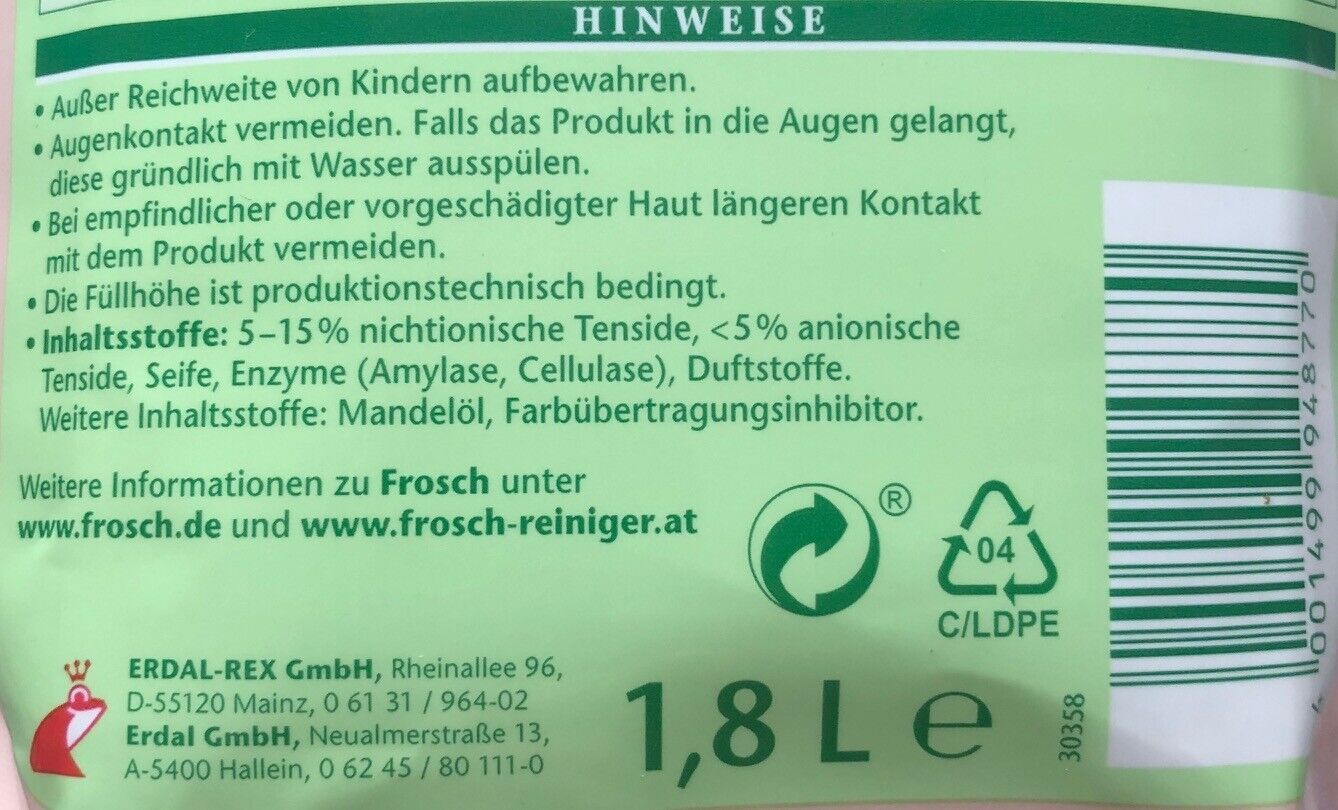 HINWEISE
• Außer Reichweite von Kindern aufbewahren.
• Augenkontakt vermeiden. Falls das Produkt in die Augen gelangt,
diese gründlich mit Wasser ausspülen.
• Bei empfindlicher oder vorgeschädigter Haut längeren Kontakt
mit dem Produkt vermeiden.
• Die Füllhöhe ist produktionstechnisch bedingt.
• Inhaltsstoffe: 5–15% nichtionische Tenside, <5% anionische
Tenside, Seife, Enzyme (Amylase, Cellulase), Duftstoffe.
Weitere Inhaltsstoffe: Mandelöl, Farbübertragungsinhibitor.
Weitere Informationen zu Frosch unter
www.frosch.de und www.frosch-reiniger.at
®
04
C/LDPE
ERDAL-REX GmbH, Rheinallee 96,
D-55120 Mainz, 0 61 31 / 964-02
Erdal GmbH, Neualmerstraße 13,
A-5400 Hallein, 0 62 45 / 80 111-0
1,8 L e
30358
4 001499 948770